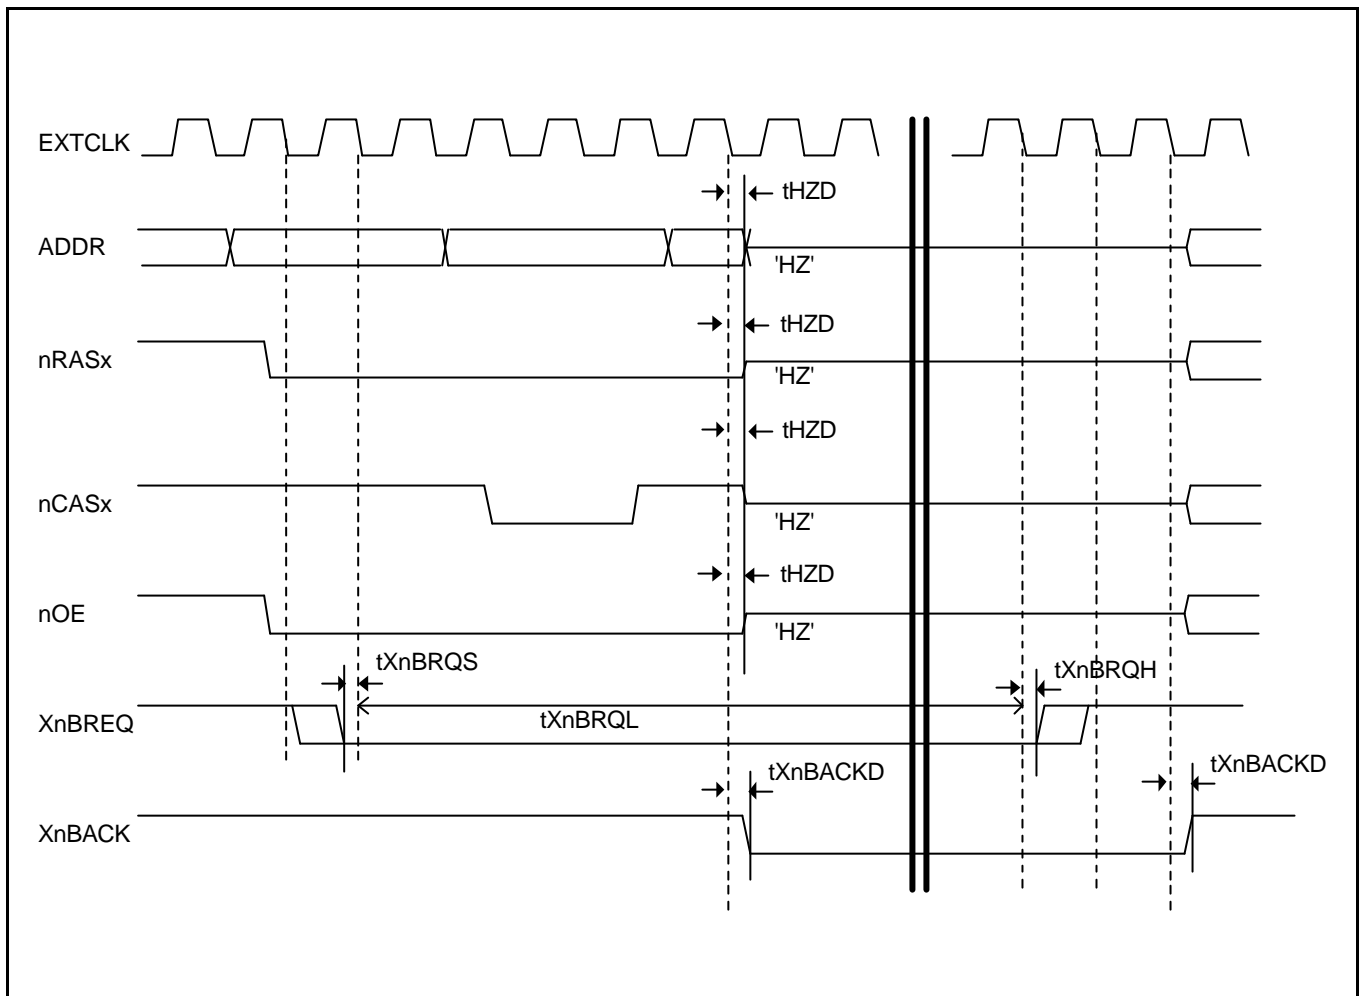 EXTCLK
tHZD
ADDR
'HZ'
tHZD
nRASx
'HZ'
tHZD
nCASx
'HZ'
tHZD
nOE
'HZ'
tXnBRQS
tXnBRQH
XnBREQ
tXnBRQL
tXnBACKD
tXnBACKD
XnBACK